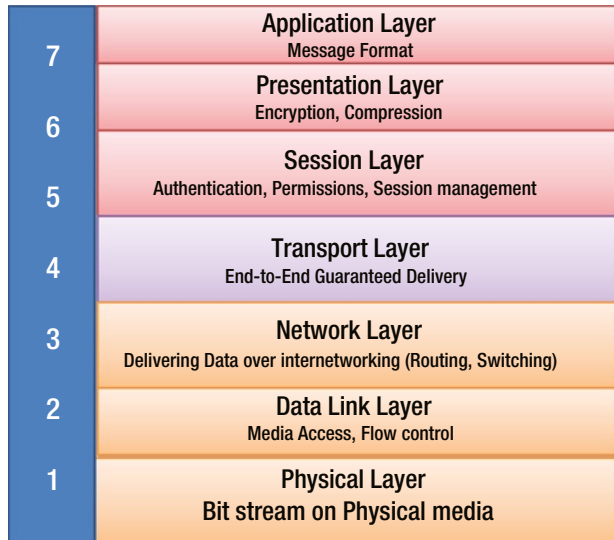 7
Application Layer
Message Format
6
Presentation Layer
Encryption, Compression
5
Session Layer
Authentication, Permissions, Session management
4
Transport Layer
End-to-End Guaranteed Delivery
3
Network Layer
Delivering Data over internetworking (Routing, Switching)
2
Data Link Layer
Media Access, Flow control
1
Physical Layer
Bit stream on Physical media